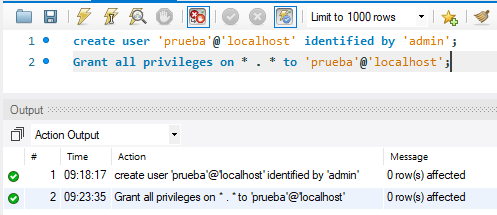 Limit to 1000 rows
1 create user 'prueba'@'localhost' identified by 'admin';
2 Grant all privileges on * . * to 'prueba'@'localhost';
Output
Action Output
# Time Action Message
1 09:18:17 create user 'prueba'@'localhost' identified by 'admin' 0 row(s) affected
2 09:23:35 Grant all privileges on * . * to 'prueba'@'localhost' 0 row(s) affected